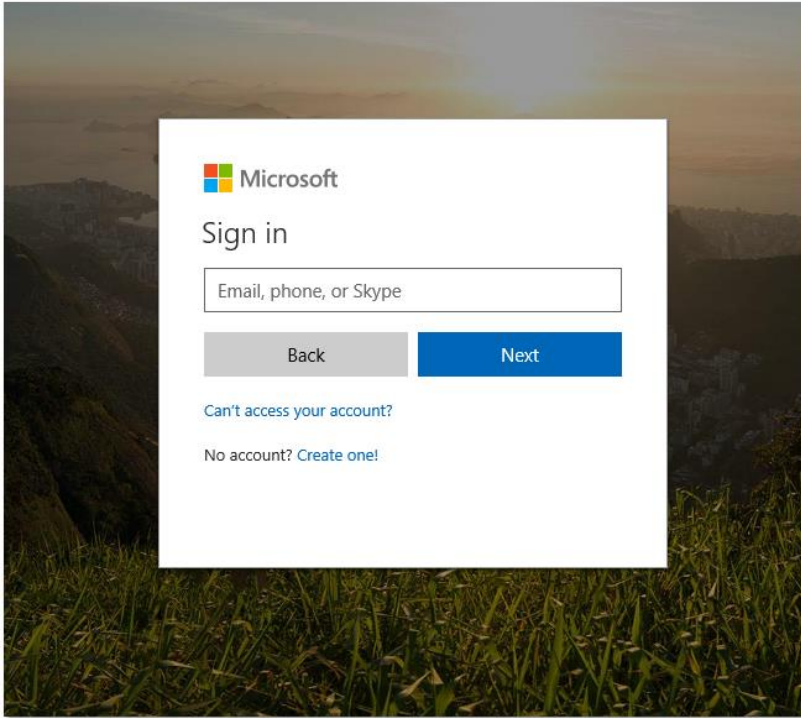 Microsoft
Sign in
Email, phone, or Skype
Back Next
Can't access your account?
No account? Create one!